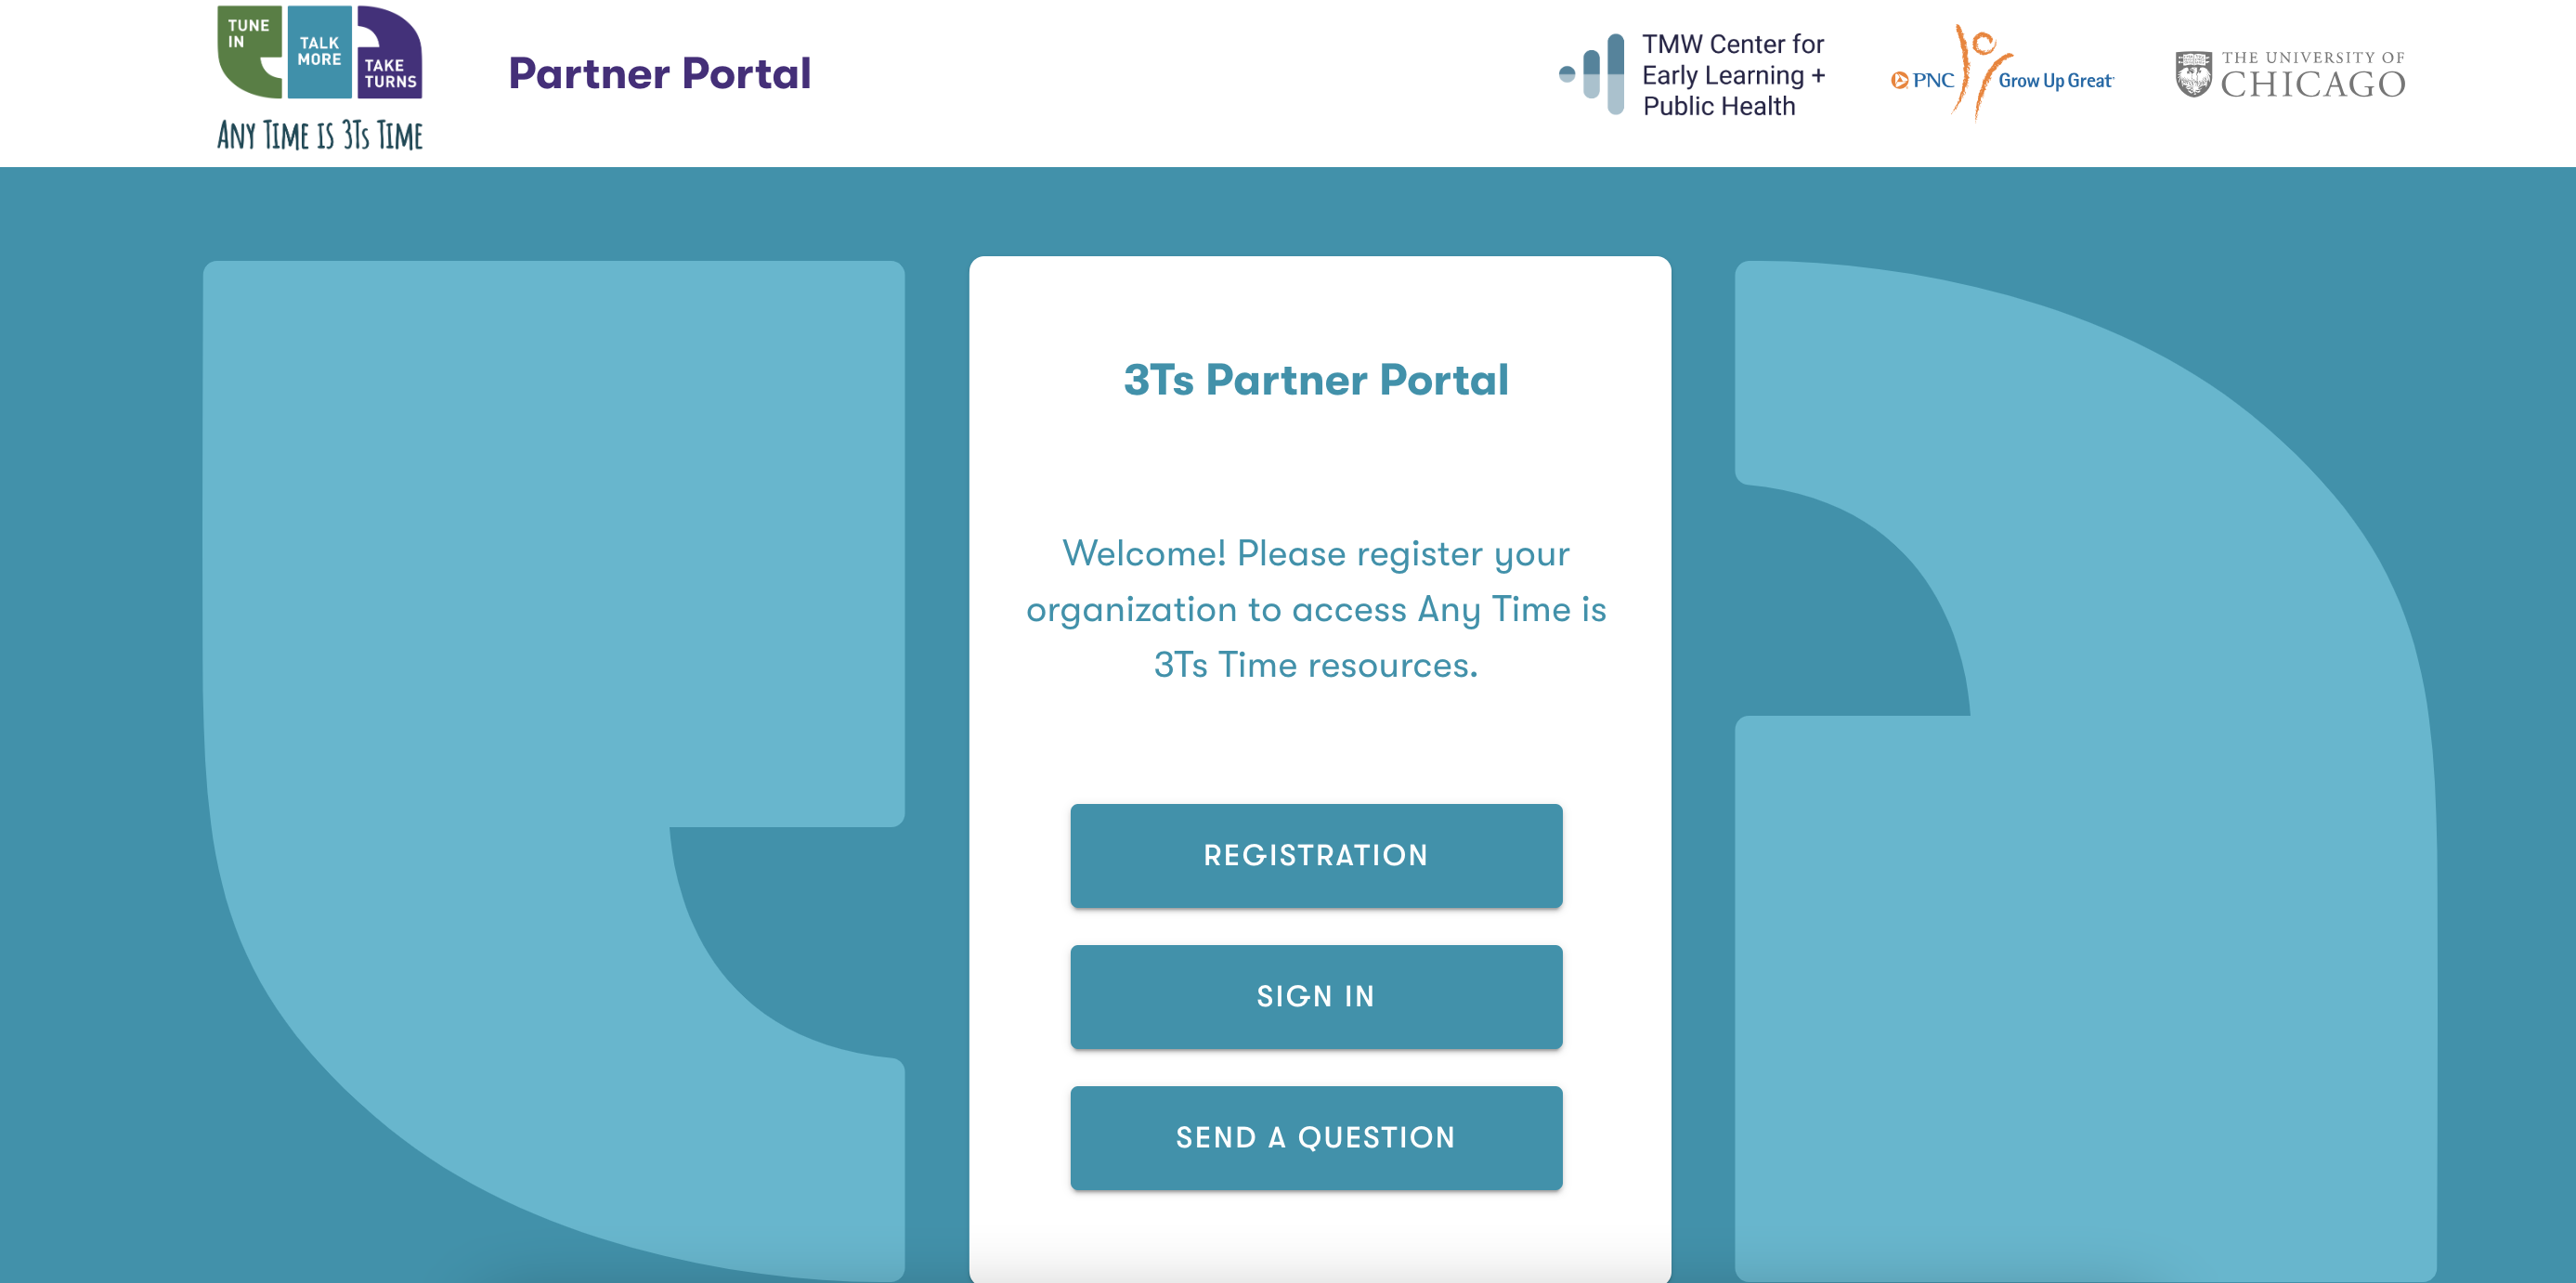 TUNE
IN
TALK
MORE
TAKE
TURNS
ANY TIME IS 3Ts TIME
Partner Portal
TMW Center for
Early Learning +
Public Health
PNC Grow Up Great
THE UNIVERSITY OF
CHICAGO
3Ts Partner Portal
Welcome! Please register your
organization to access Any Time is
3Ts Time resources.
REGISTRATION
SIGN IN
SEND A QUESTION